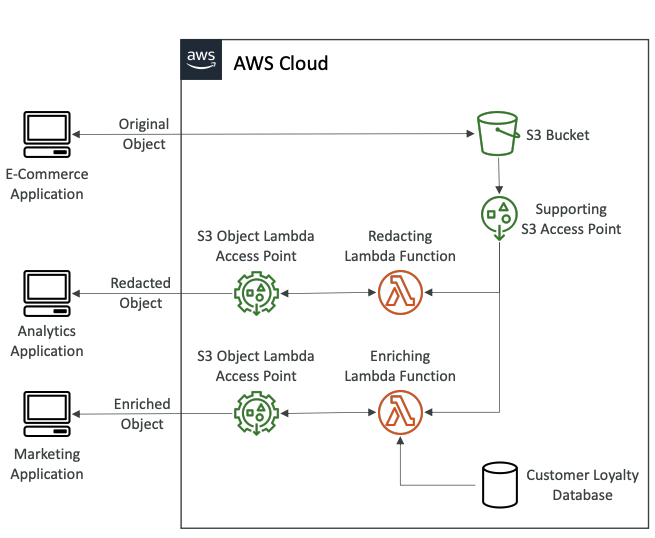 aws
AWS Cloud
Original
Object
E-Commerce
Application
S3 Bucket
Supporting
S3 Access Point
S3 Object Lambda
Access Point
Redacting
Lambda Function
Redacted
Object
Analytics
Application
S3 Object Lambda
Access Point
Enriching
Lambda Function
Enriched
Object
Marketing
Application
Customer Loyalty
Database